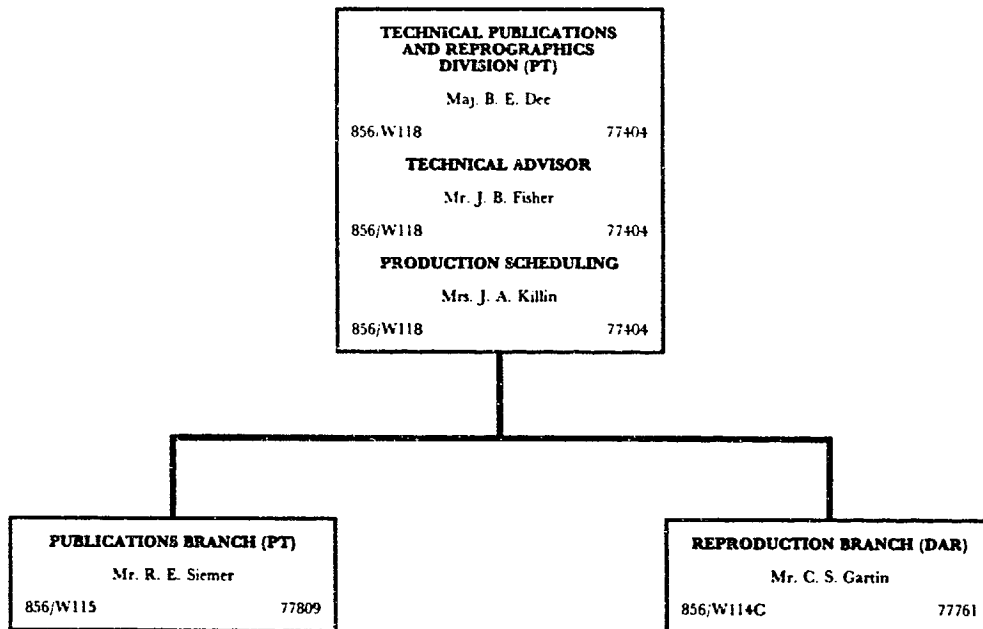 TECHNICAL PUBLICATIONS
AND REPROGRAPHICS
DIVISION (PT)
Maj. B. E. Dee
856/W118 77404
TECHNICAL ADVISOR
Mr. J. B. Fisher
856/W118 77404
PRODUCTION SCHEDULING
Mrs. J. A. Killin
856/W118 77404
PUBLICATIONS BRANCH (PT)
Mr. R. E. Siemer
856/W115 77809
REPRODUCTION BRANCH (DAR)
Mr. C. S. Gartin
856/W114C 77761